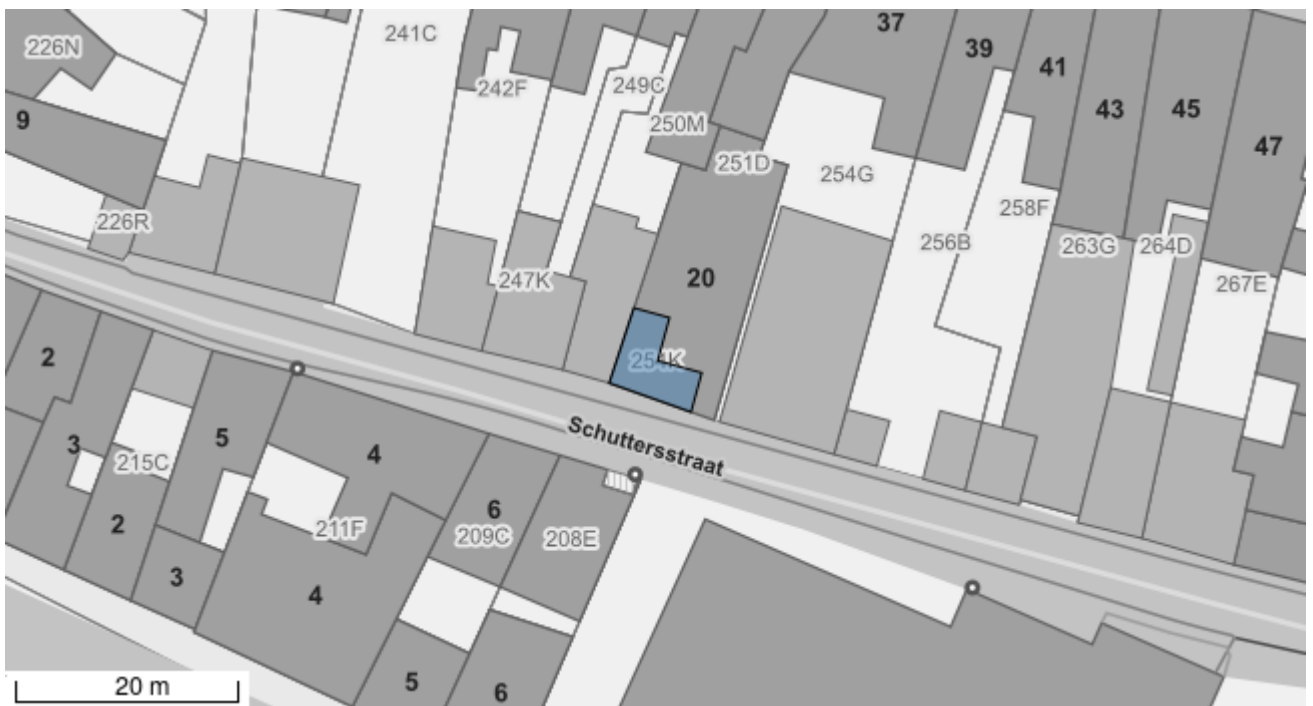 37
39
241C
226N
41
242F
249C
43
45
9
250M
47
251D
254G
258F
226R
256B
263G
264D
247K
20
267E
2
254K
Schuttersstraat
5
3
4
215C
6
2
211F
209C
208E
3
4
5
6
20 m